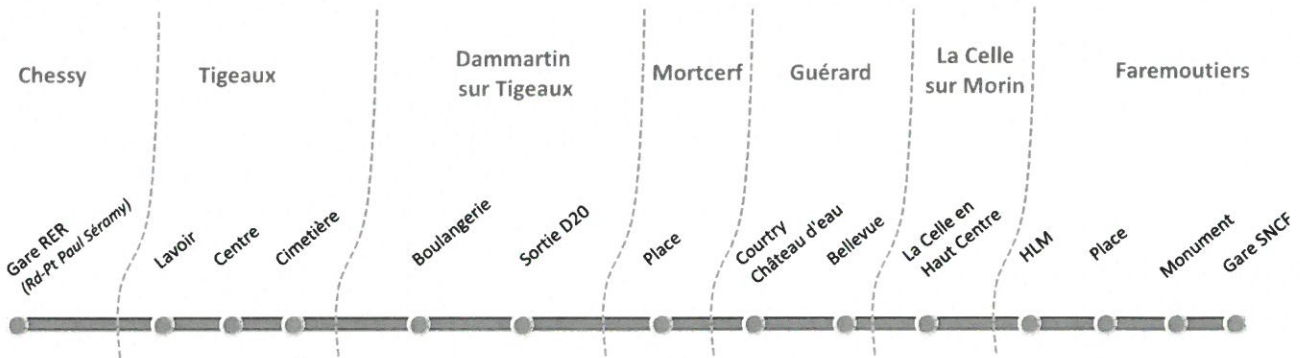 Chessy
Tigeaux
Dammartin
sur Tigeaux
Mortcerf
Guérard
La Celle
sur Morin
Faremoutiers
Gare RER
(Rd-Pt Paul Séramy)
Lavoir
Centre
Cimetière
Boulangerie
Sortie D20
Place
Courtry
Château d'eau
Bellevue
La Celle en
Haut Centre
HLM
Place
Monument
Gare SNCF